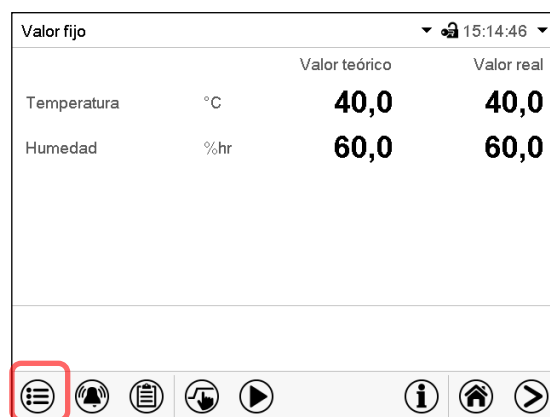 Valor fijo 15:14:46
Valor teórico Valor real
Temperatura °C 40,0 40,0
Humedad %hr 60,0 60,0